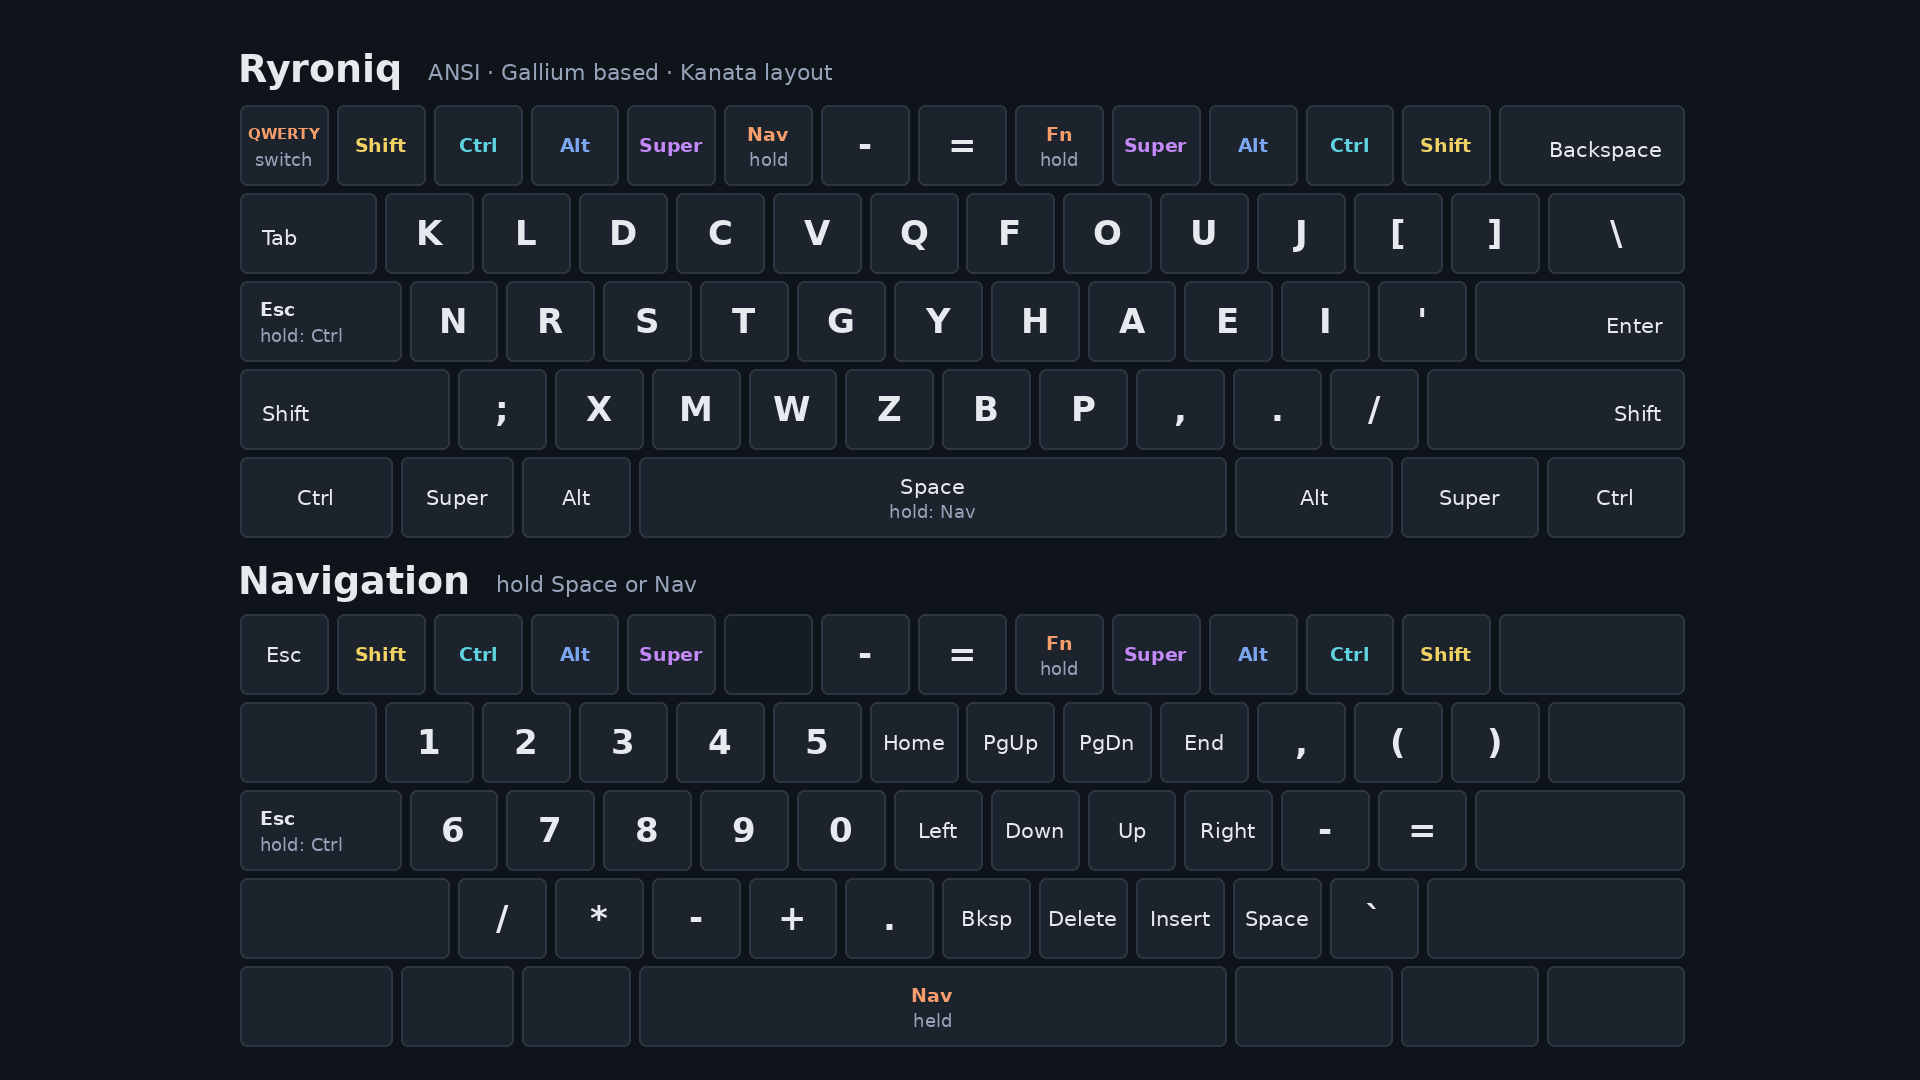 Ryroniq ANSI · Gallium based · Kanata layout
QWERTY switch Shift Ctrl Alt Super Nav hold - = Fn hold Super Alt Ctrl Shift Backspace
Tab K L D C V Q F O U J [ ] \
Esc hold: Ctrl N R S T G Y H A E I ' Enter
Shift ; X M W Z B P , . / Shift
Ctrl Super Alt Space hold: Nav Alt Super Ctrl
Navigation hold Space or Nav
Esc Shift Ctrl Alt Super - = Fn hold Super Alt Ctrl Shift
1 2 3 4 5 Home PgUp PgDn End , ( )
Esc hold: Ctrl 6 7 8 9 0 Left Down Up Right - =
/ * - + . Bksp Delete Insert Space `
Nav held